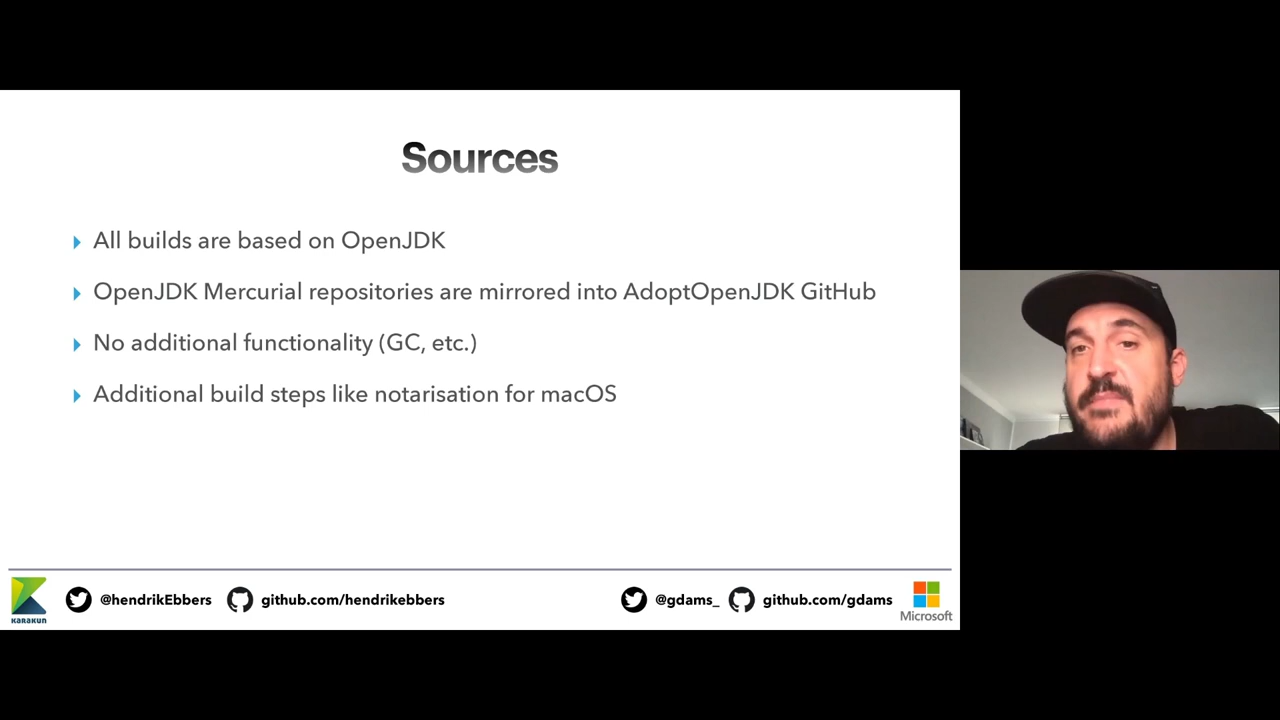 Sources
All builds are based on OpenJDK
OpenJDK Mercurial repositories are mirrored into AdoptOpenJDK GitHub
No additional functionality (GC, etc.)
Additional build steps like notarisation for macOS
@hendrikEbbers github.com/hendrikebbers @gdams_ github.com/gdams
KARAKUN
Microsoft